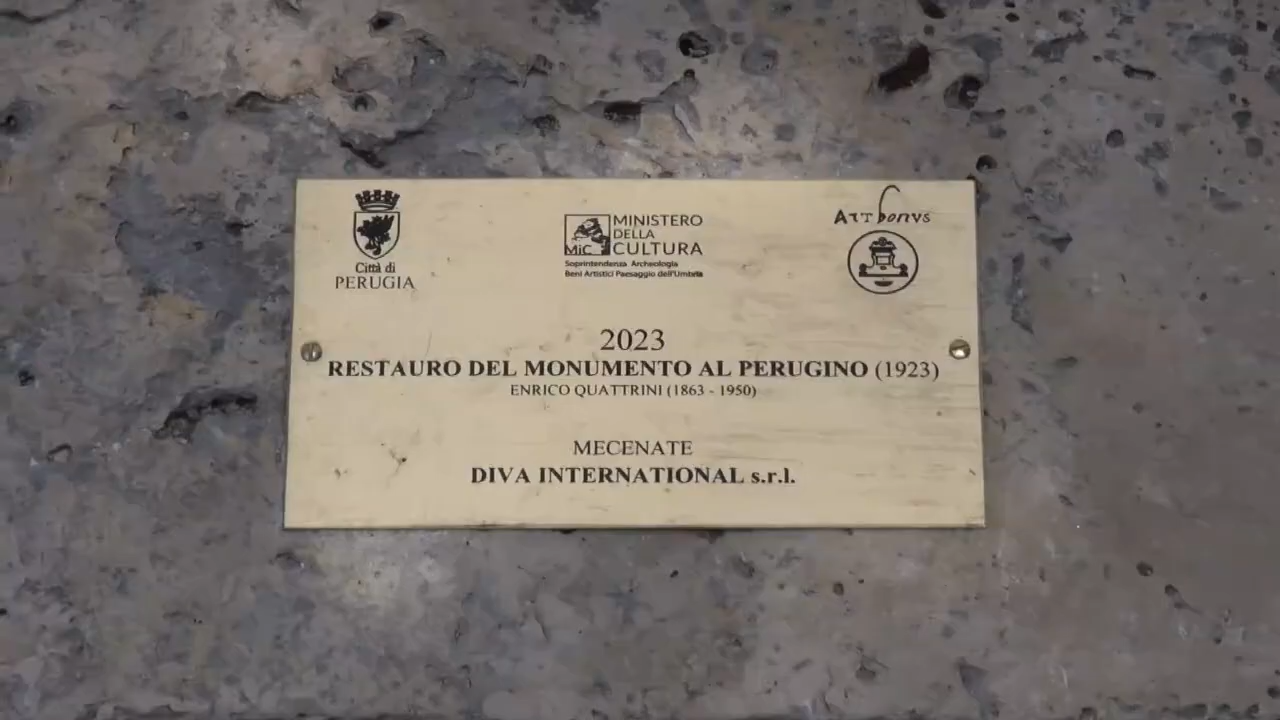 Città di
PERUGIA
MiC
MINISTERO
DELLA
CULTURA
Soprintendenza Archeologia
Beni Artistici Paesaggio dell'Umbria
ArT bonvs
2023
RESTAURO DEL MONUMENTO AL PERUGINO (1923)
ENRICO QUATTRINI (1863 - 1950)
MECENATE
DIVA INTERNATIONAL s.r.l.